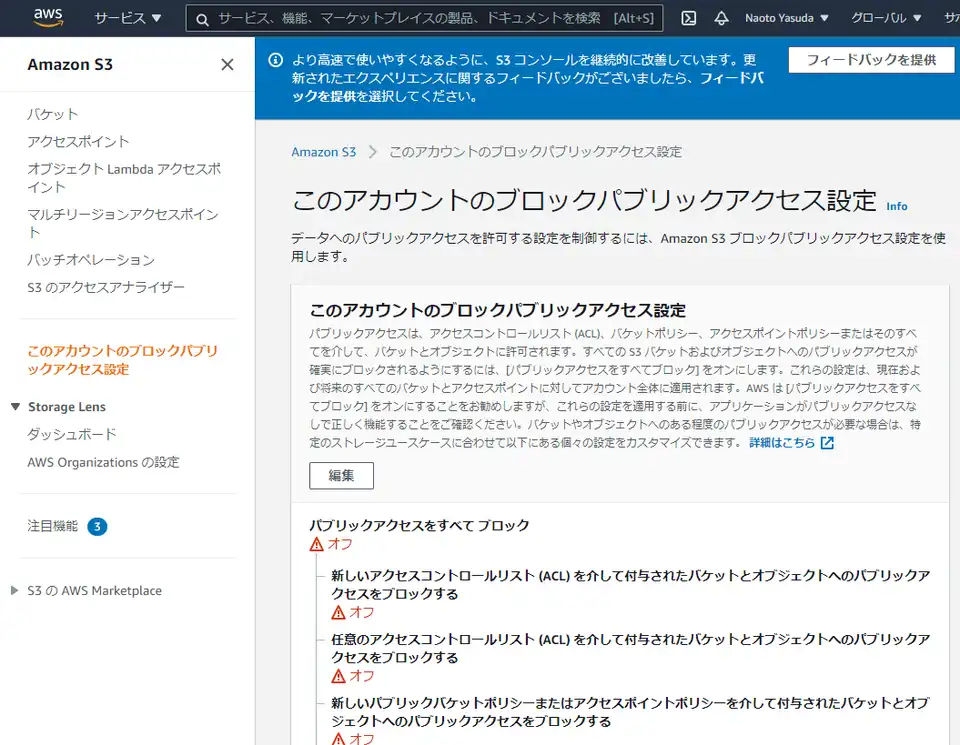 aws
サービス ▼
サービス、機能、マーケットプレイスの製品、ドキュメントを検索 [Alt+S]
Naoto Yasuda ▼
グローバル ▼
サ
Amazon S3
バケット
アクセスポイント
オブジェクト Lambda アクセスポ
イント
マルチリージョンアクセスポイン
ト
バッチオペレーション
S3 のアクセスアナライザー
このアカウントのブロックパブリ
ックアクセス設定
Storage Lens
ダッシュボード
AWS Organizations の設定
注目機能 3
S3 の AWS Marketplace
より高速で使いやすくなるように、S3 コンソールを継続的に改善しています。更
新されたエクスペリエンスに関するフィードバックがございましたら、フィードバ
ックを提供を選択してください。
フィードバックを提供
Amazon S3 > このアカウントのブロックパブリックアクセス設定
このアカウントのブロックパブリックアクセス設定 Info
データへのパブリックアクセスを許可する設定を制御するには、Amazon S3 ブロックパブリックアクセス設定を使
用します。
このアカウントのブロックパブリックアクセス設定
パブリックアクセスは、アクセスコントロールリスト (ACL)、バケットポリシー、アクセスポイントポリシーまたはそのすべ
てを介して、バケットとオブジェクトに許可されます。すべての S3 バケットおよびオブジェクトへのパブリックアクセスが
確実にブロックされるようにするには、[パブリックアクセスをすべてブロック] をオンにします。これらの設定は、現在およ
び将来のすべてのバケットとアクセスポイントに対してアカウント全体に適用されます。AWS は [パブリックアクセスをすべ
てブロック] をオンにすることをお勧めしますが、これらの設定を適用する前に、アプリケーションがパブリックアクセスな
しで正しく機能することをご確認ください。バケットやオブジェクトへのある程度のパブリックアクセスが必要な場合は、特
定のストレージユースケースに合わせて以下にある個々の設定をカスタマイズできます。 詳細はこちら
編集
パブリックアクセスをすべて ブロック
オフ
新しいアクセスコントロールリスト (ACL) を介して付与されたバケットとオブジェクトへのパブリックア
クセスをブロックする
オフ
任意のアクセスコントロールリスト (ACL) を介して付与されたバケットとオブジェクトへのパブリックア
クセスをブロックする
オフ
新しいパブリックバケットポリシーまたはアクセスポイントポリシーを介して付与されたバケットとオブ
ジェクトへのパブリックアクセスをブロックする
オフ